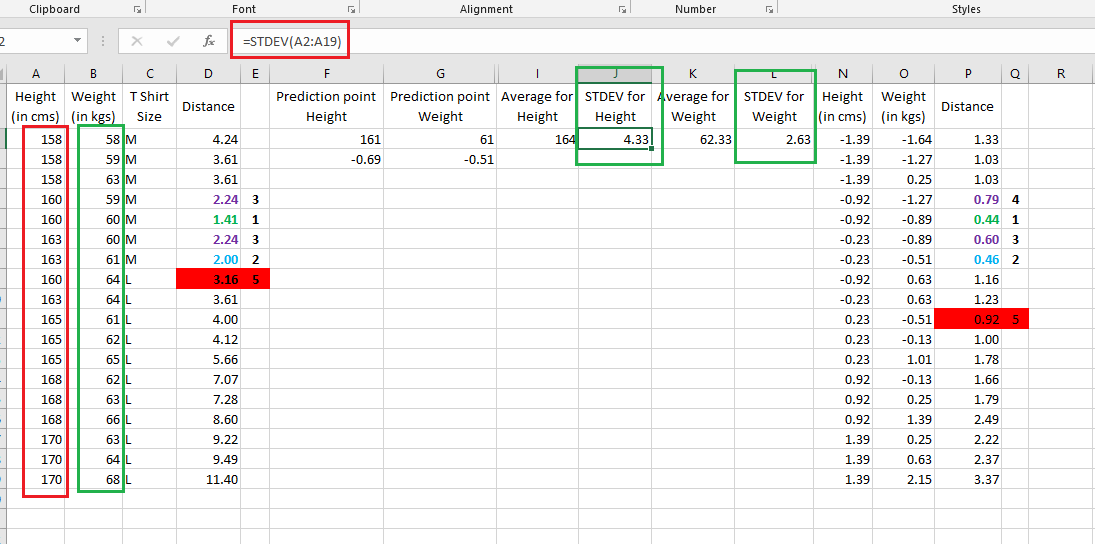 Clipboard Font Alignment Number Styles
2 fx =STDEV(A2:A19)
A B C D E F G I J K L N O P Q R
Height Weight T Shirt Distance Prediction point Prediction point Average for STDEV for Average for STDEV for Height Weight Distance
(in cms) (in kgs) Size Height Weight Height Height Weight Weight (in cms) (in kgs)
158 58 M 4.24 161 61 164 4.33 62.33 2.63 -1.39 -1.64 1.33
158 59 M 3.61 -0.69 -0.51 -1.39 -1.27 1.03
158 63 M 3.61 -1.39 0.25 1.03
160 59 M 2.24 3 -0.92 -1.27 0.79 4
160 60 M 1.41 1 -0.92 -0.89 0.44 1
163 60 M 2.24 3 -0.23 -0.89 0.60 3
163 61 M 2.00 2 -0.23 -0.51 0.46 2
160 64 L 3.16 5 -0.92 0.63 1.16
163 64 L 3.61 -0.23 0.63 1.23
165 61 L 4.00 0.23 -0.51 0.92 5
165 62 L 4.12 0.23 -0.13 1.00
165 65 L 5.66 0.23 1.01 1.78
168 62 L 7.07 0.92 -0.13 1.66
168 63 L 7.28 0.92 0.25 1.79
168 66 L 8.60 0.92 1.39 2.49
170 63 L 9.22 1.39 0.25 2.22
170 64 L 9.49 1.39 0.63 2.37
170 68 L 11.40 1.39 2.15 3.37